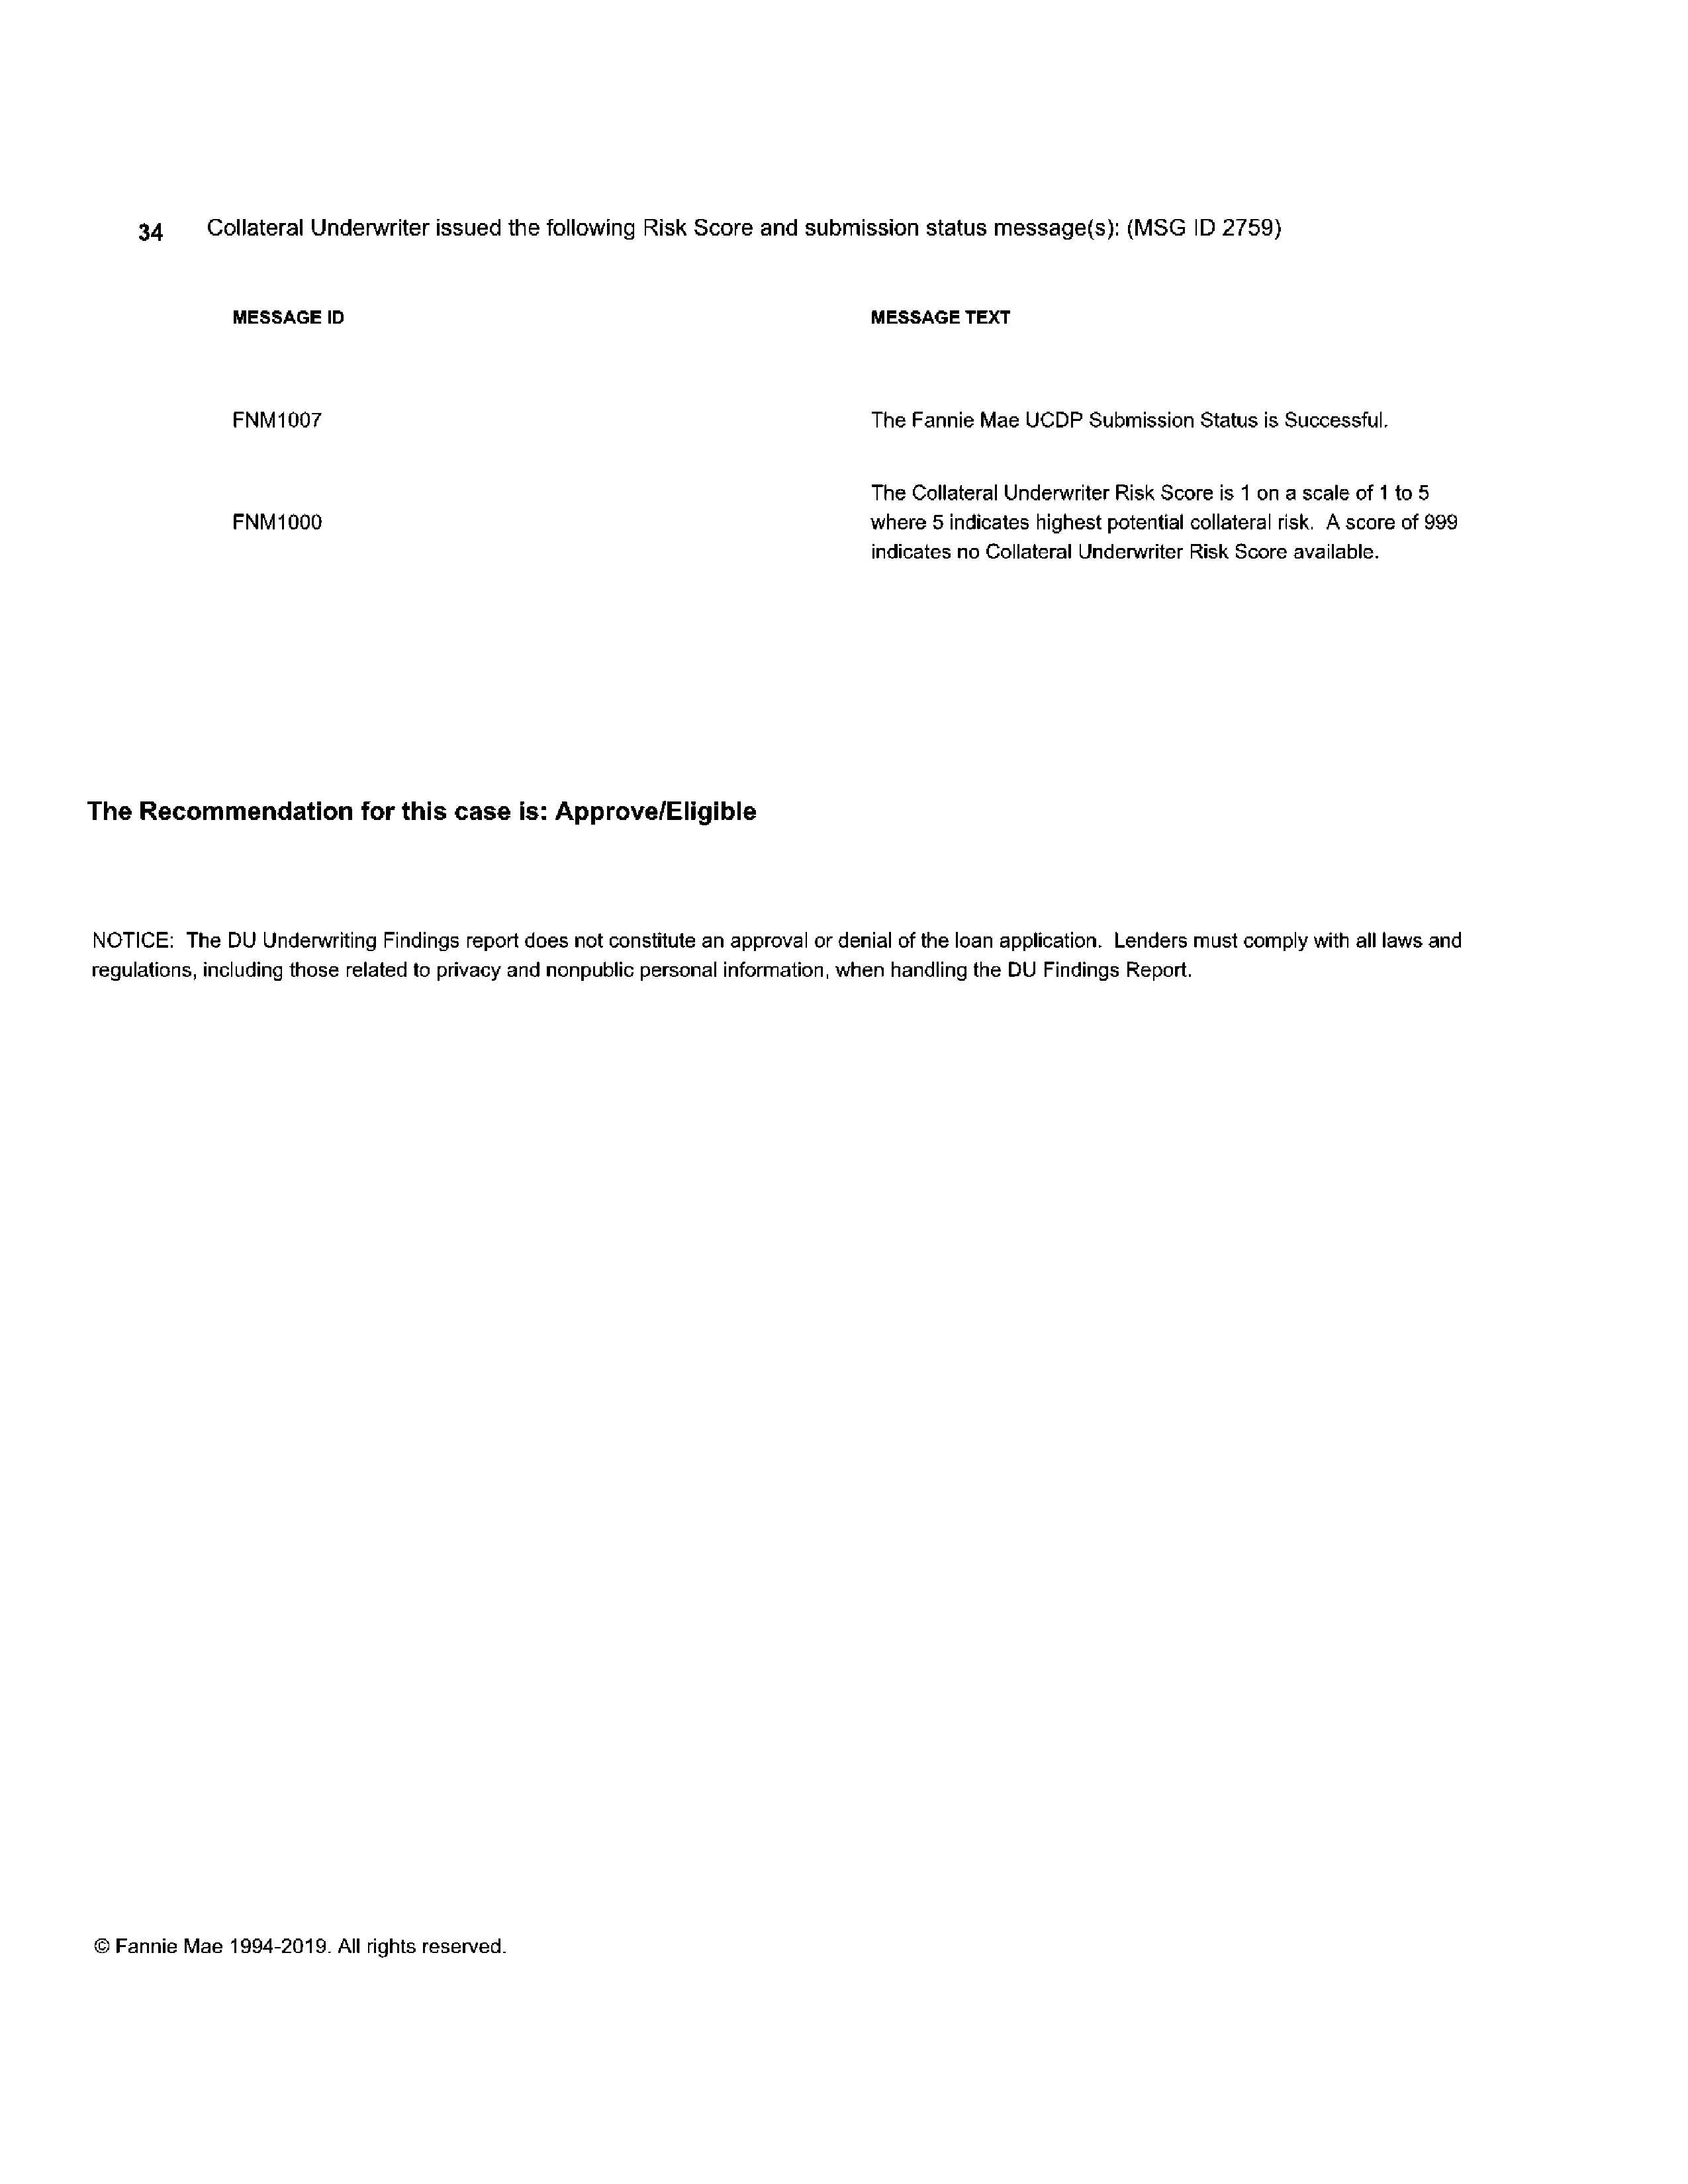 34 Collateral Underwriter issued the following Risk Score and submission status message(s): (MSG ID 2759)
MESSAGE ID MESSAGE TEXT
FNM1007 The Fannie Mae UCDP Submission Status is Successful.
The Collateral Underwriter Risk Score is 1 on a scale of 1 to 5
FNM1000 where 5 indicates highest potential collateral risk. A score of 999
indicates no Collateral Underwriter Risk Score available.
The Recommendation for this case is: Approve/Eligible
NOTICE: The DU Underwriting Findings report does not constitute an approval or denial of the loan application. Lenders must comply with all laws and
regulations, including those related to privacy and nonpublic personal information, when handling the DU Findings Report.
© Fannie Mae 1994-2019. All rights reserved.